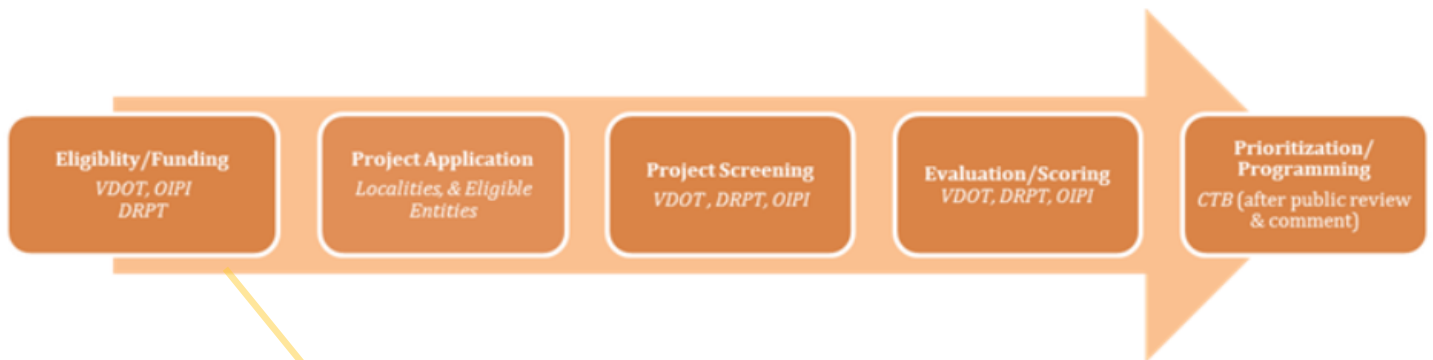 Eligiblity/Funding
VDOT, OIPI
DRPT
Project Application
Localities, & Eligible
Entities
Project Screening
VDOT , DRPT, OIPI
Evaluation/Scoring
VDOT, DRPT, OIPI
Prioritization/
Programming
CTB (after public review
& comment)